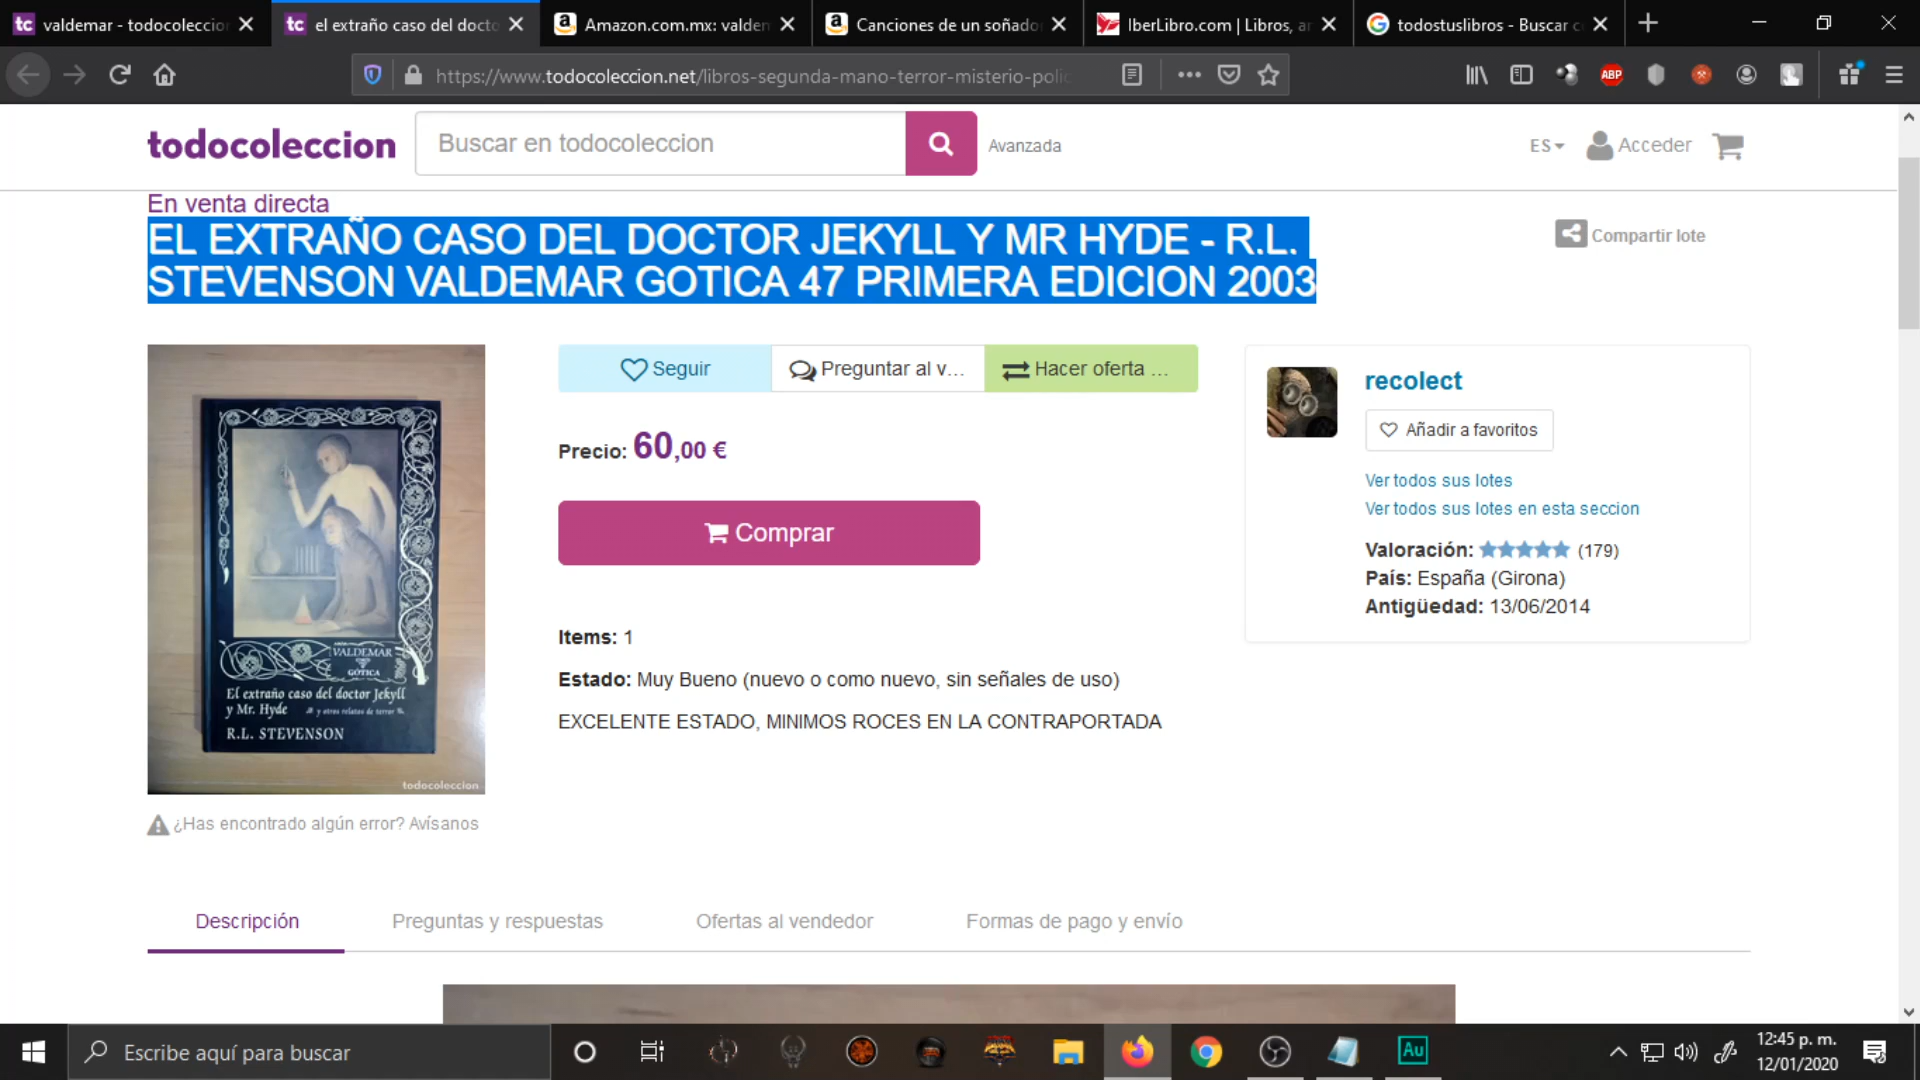 valdemar - todocoleccion
el extraño caso del docto
Amazon.com.mx: valdem
Canciones de un soñado
IberLibro.com | Libros, ar
todostuslibros - Buscar c
https://www.todocoleccion.net/libros-segunda-mano-terror-misterio-polic
ABP
todocoleccion
Buscar en todocoleccion
Avanzada
ES
Acceder
En venta directa
EL EXTRAÑO CASO DEL DOCTOR JEKYLL Y MR HYDE - R.L.
STEVENSON VALDEMAR GOTICA 47 PRIMERA EDICION 2003
Compartir lote
Seguir
Preguntar al v...
Hacer oferta ...
Precio: 60,00 €
Comprar
Items: 1
Estado: Muy Bueno (nuevo o como nuevo, sin señales de uso)
EXCELENTE ESTADO, MINIMOS ROCES EN LA CONTRAPORTADA
recolect
Añadir a favoritos
Ver todos sus lotes
Ver todos sus lotes en esta seccion
Valoración: (179)
País: España (Girona)
Antigüedad: 13/06/2014
VALDEMAR
GOTICA
El extraño caso del doctor Jekyll
y Mr. Hyde y otros relatos de terror
R.L. STEVENSON
todocoleccion
¿Has encontrado algún error? Avísanos
Descripción
Preguntas y respuestas
Ofertas al vendedor
Formas de pago y envío
Escribe aquí para buscar
Au
12:45 p. m.
12/01/2020